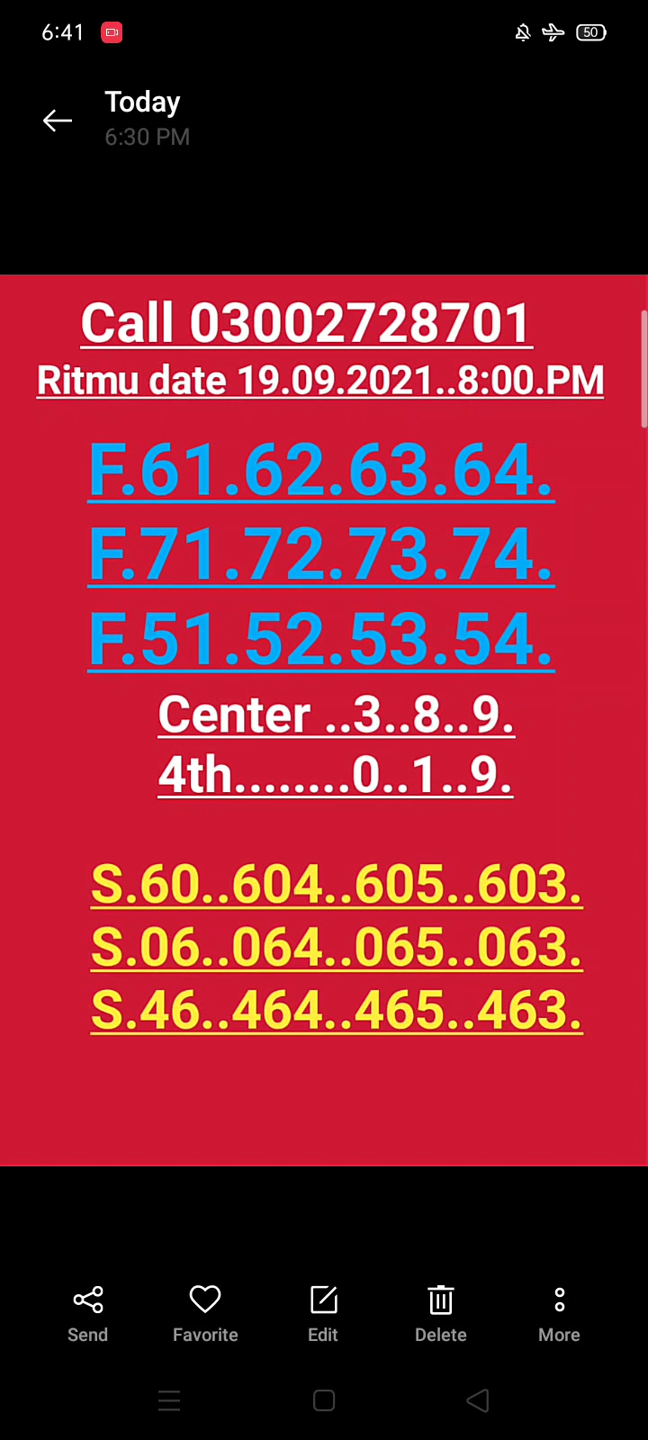 6:41
50
Today
6:30 PM
Call 03002728701
Ritmu date 19.09.2021..8:00.PM
F.61.62.63.64.
F.71.72.73.74.
F.51.52.53.54.
Center ..3..8..9.
4th........0..1..9.
S.60..604..605..603.
S.06..064..065..063.
S.46..464..465..463.
Send Favorite Edit Delete More